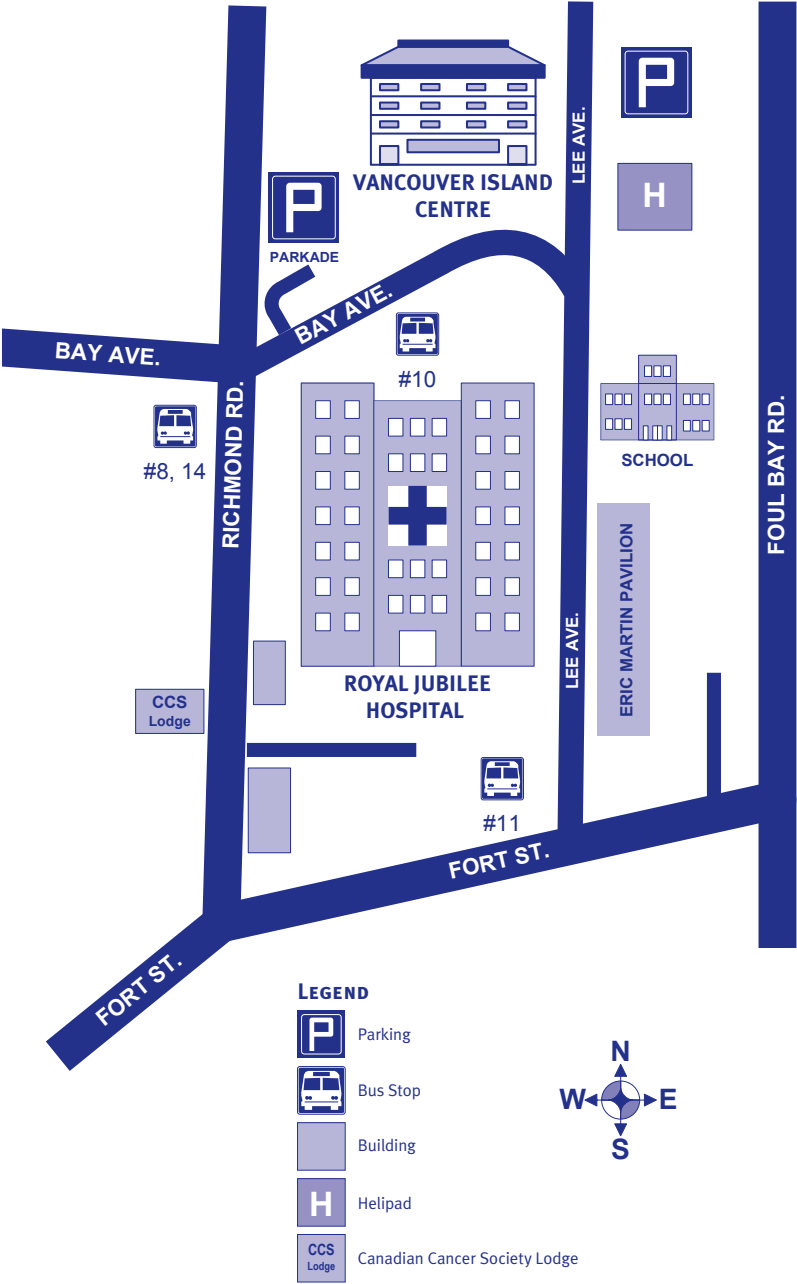 LEE AVE.
P
VANCOUVER ISLAND
CENTRE
H
P
PARKADE
BAY AVE.
BAY AVE.
#10
RICHMOND RD.
#8, 14
SCHOOL
FOUL BAY RD.
ERIC MARTIN PAVILION
LEE AVE.
ROYAL JUBILEE
HOSPITAL
CCS
Lodge
#11
FORT ST.
FORT ST.
LEGEND
P Parking
Bus Stop
Building
H Helipad
CCS
Lodge
Canadian Cancer Society Lodge
N
W E
S